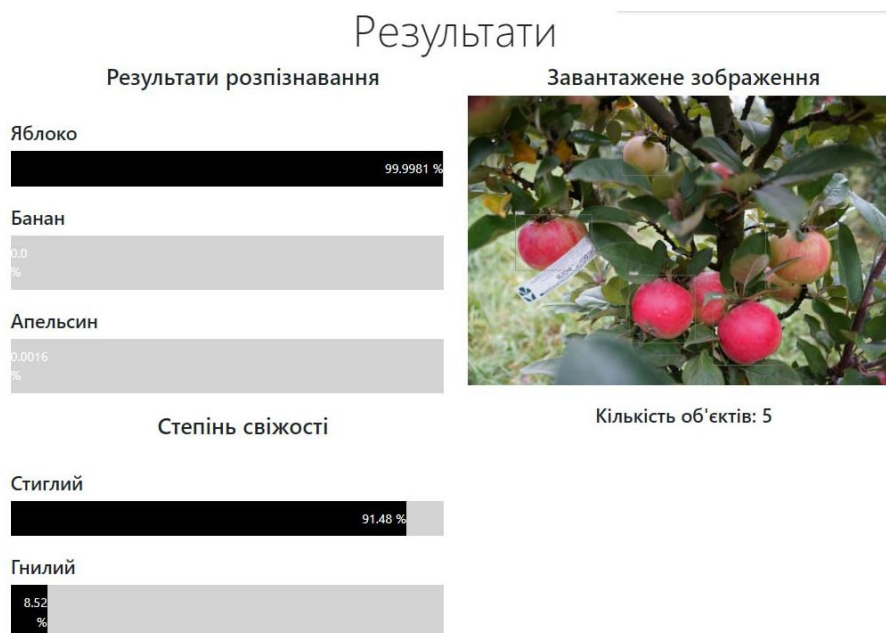 Результати
Результати розпізнавання
Яблоко
99.9981 %
Банан
0.0
%
Апельсин
0.0016
%
Степінь свіжості
Стиглий
91.48 %
Гнилий
8.52
%
Завантажене зображення
Кількість об'єктів: 5